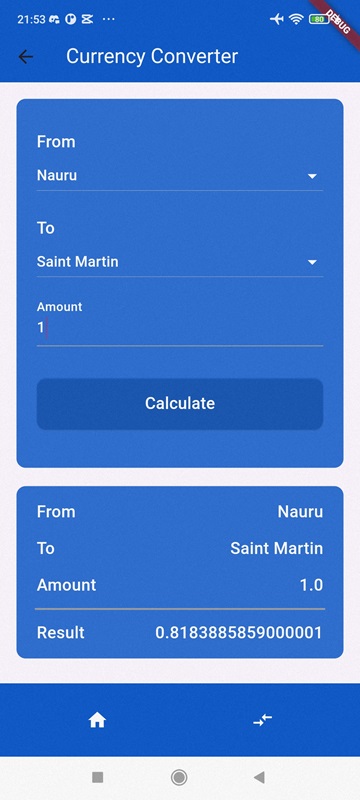 21:53 ... 80
DEBUG
Currency Converter
From
Nauru
To
Saint Martin
Amount
1
Calculate
From Nauru
To Saint Martin
Amount 1.0
Result 0.8183885859000001